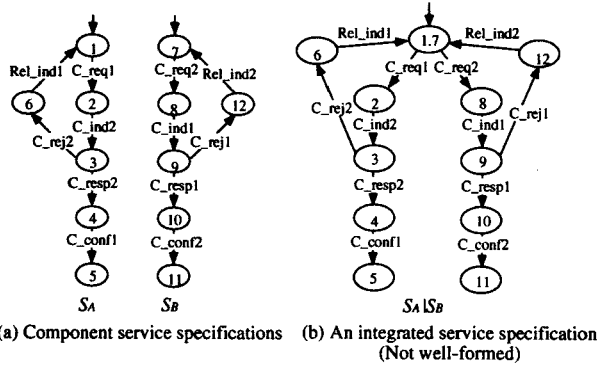 1
7
Rel_ind1
C_req1
C_req2
Rel_ind2
6
2
8
12
C_ind2
C_ind1
C_rej2
C_rej1
3
9
C_resp2
C_resp1
4
10
C_conf1
C_conf2
5
11
SA
SB
(a) Component service specifications
Rel_ind1
1.7
Rel_ind2
6
12
C_req1
C_req2
2
8
C_rej2
C_rej1
C_ind2
C_ind1
3
9
C_resp2
C_resp1
4
10
C_conf1
C_conf2
5
11
SA|SB
(b) An integrated service specification
(Not well-formed)